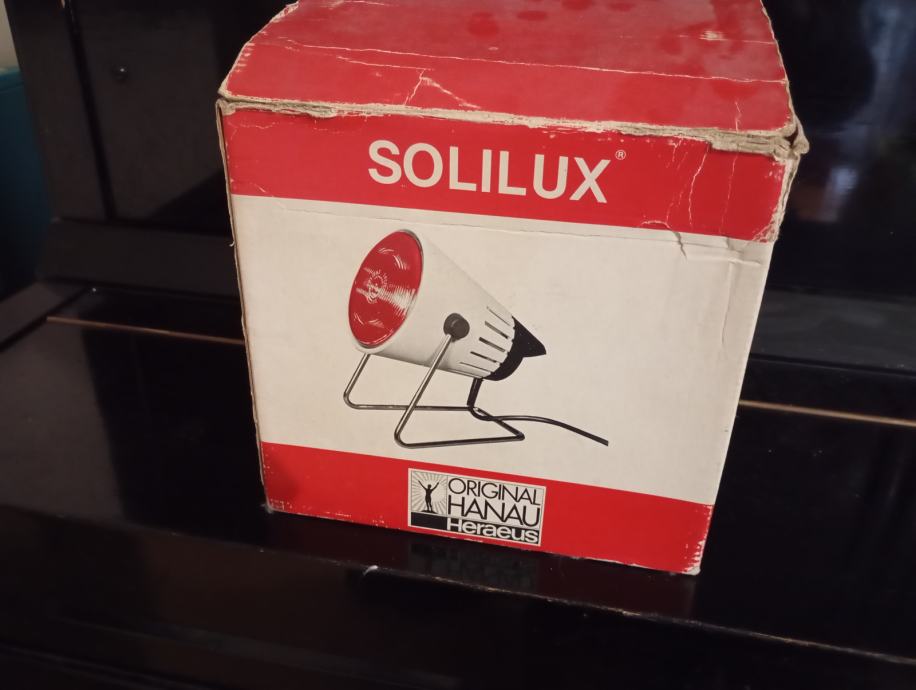 SOLILUX®
ORIGINAL
HANAU
Heraeus